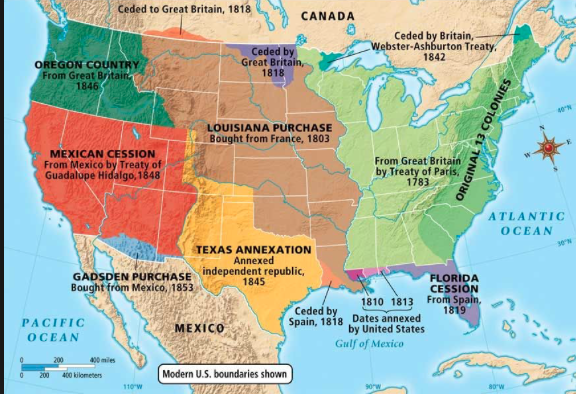 Ceded to Great Britain, 1818
CANADA
Ceded by Britain,
Webster-Ashburton Treaty,
1842
Ceded by
Great Britain,
1818
OREGON COUNTRY
From Great Britain,
1846
40°N
ORIGINAL 13 COLONIES
LOUISIANA PURCHASE
Bought from France, 1803
N
W
E
S
MEXICAN CESSION
From Mexico by Treaty of
Guadalupe Hidalgo, 1848
From Great Britain
by Treaty of Paris,
1783
ATLANTIC
OCEAN
30°N
TEXAS ANNEXATION
Annexed
independent republic,
1845
GADSDEN PURCHASE
Bought from Mexico, 1853
FLORIDA
CESSION
From Spain,
1819
1810 1813
Dates annexed
by United States
Ceded by
Spain, 1818
PACIFIC
OCEAN
MEXICO
Gulf of Mexico
0 200 400 miles
0 200 400 kilometers
Modern U.S. boundaries shown
110°W
90°W
80°W